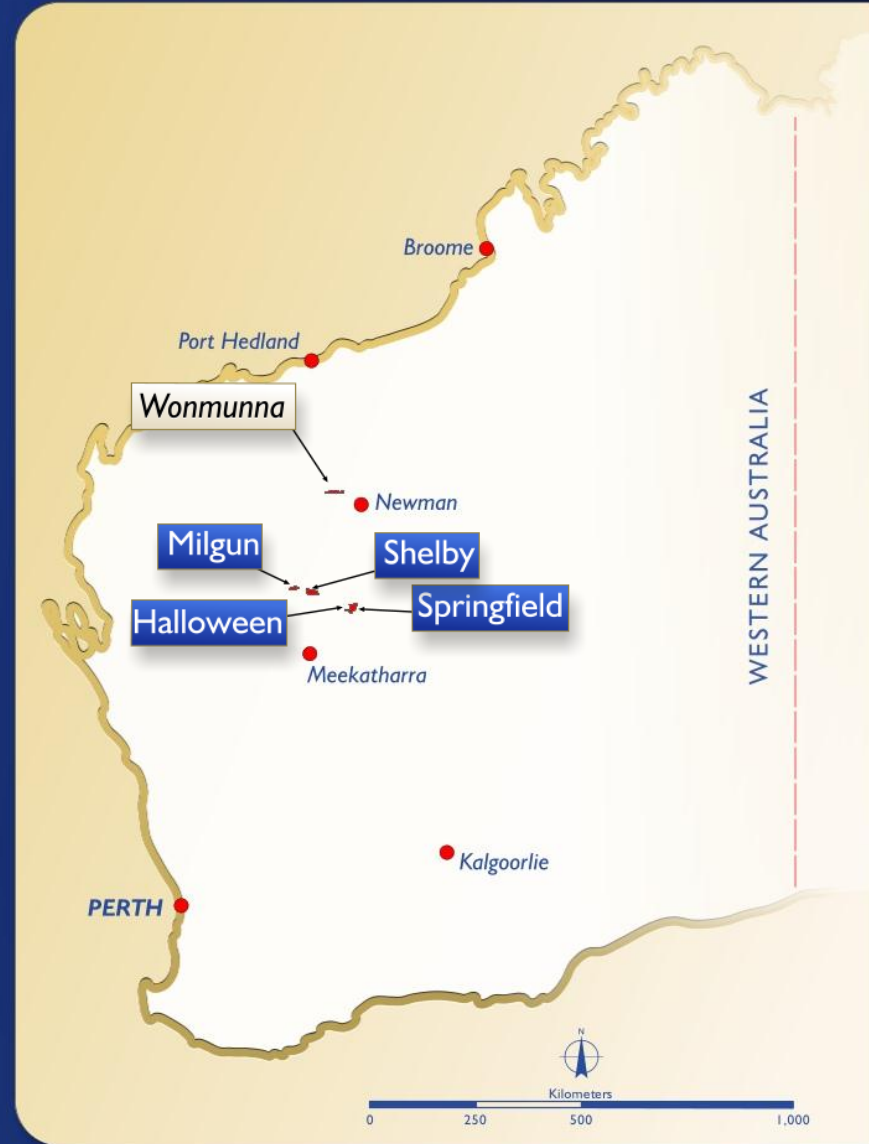 Broome
Port Hedland
Wonmunna
Newman
Milgun
Shelby
Halloween
Springfield
Meekatharra
WESTERN AUSTRALIA
Kalgoorlie
PERTH
N
Kilometers
0 250 500 1,000